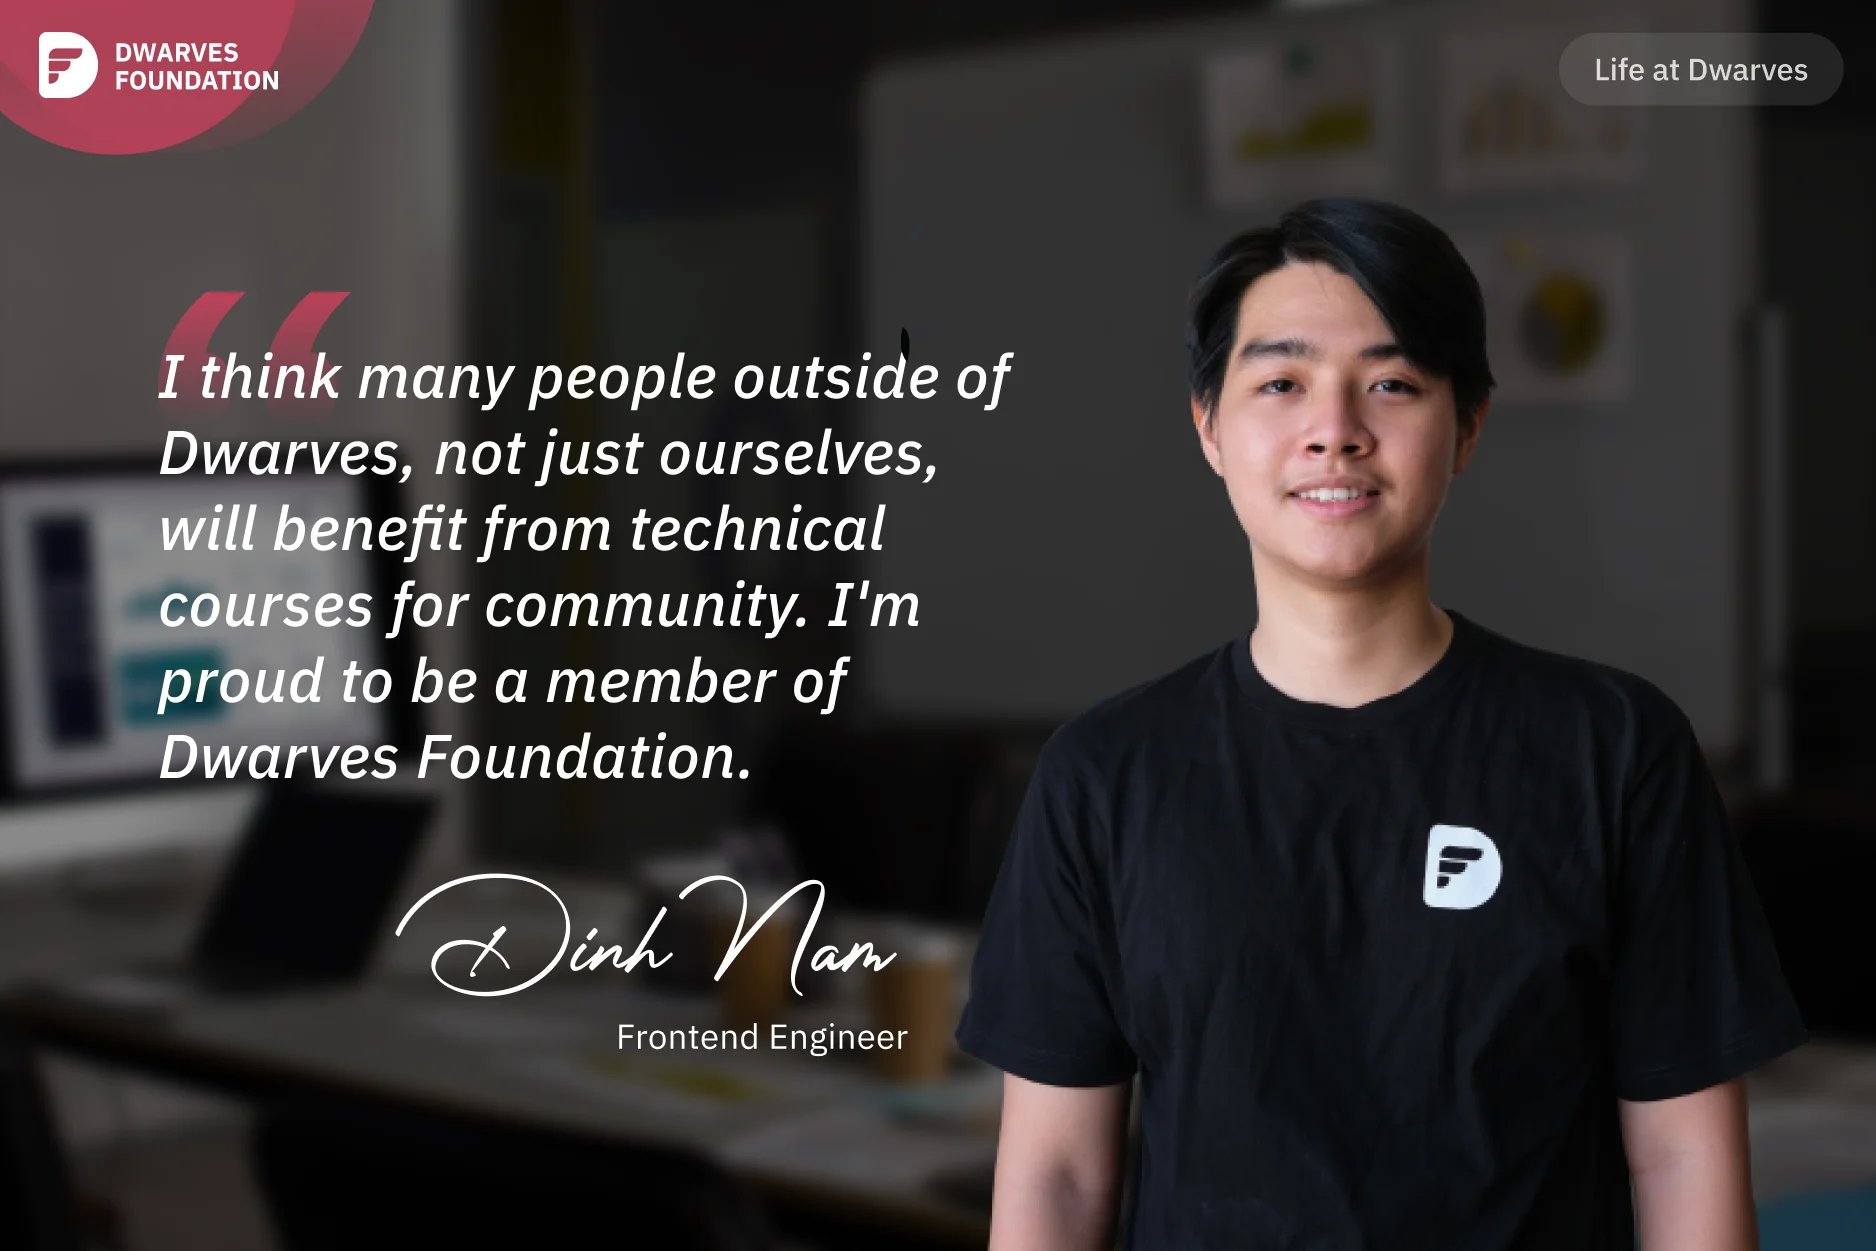 DWARVES
FOUNDATION
Life at Dwarves
“
I think many people outside of
Dwarves, not just ourselves,
will benefit from technical
courses for community. I'm
proud to be a member of
Dwarves Foundation.
Dinh Nam
Frontend Engineer